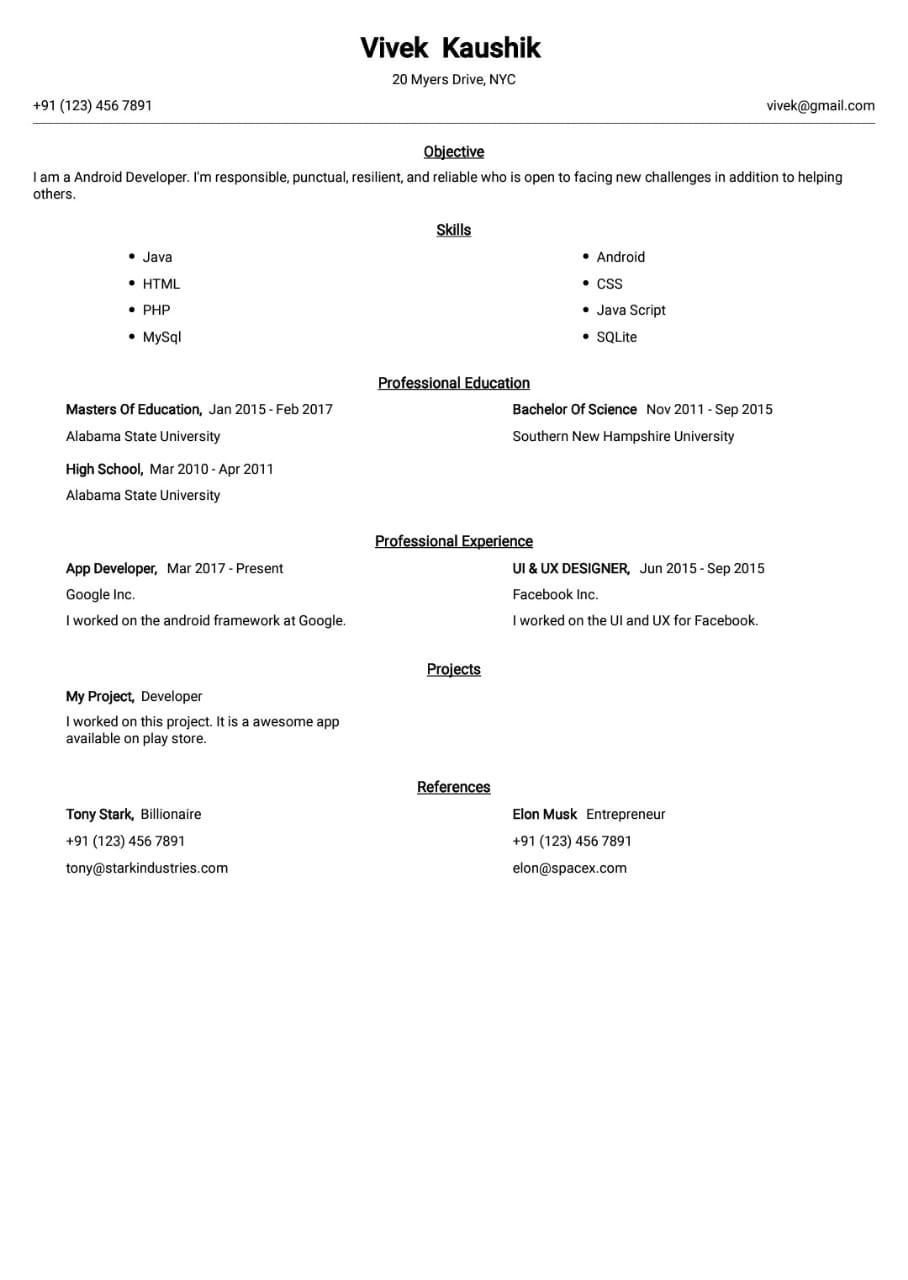 Vivek Kaushik
20 Myers Drive, NYC
+91 (123) 456 7891 vivek@gmail.com
Objective
I am a Android Developer. I'm responsible, punctual, resilient, and reliable who is open to facing new challenges in addition to helping
others.
Skills
• Java • Android
• HTML • CSS
• PHP • Java Script
• MySql • SQLite
Professional Education
Masters Of Education, Jan 2015 - Feb 2017 Bachelor Of Science Nov 2011 - Sep 2015
Alabama State University Southern New Hampshire University
High School, Mar 2010 - Apr 2011
Alabama State University
Professional Experience
App Developer, Mar 2017 - Present UI & UX DESIGNER, Jun 2015 - Sep 2015
Google Inc. Facebook Inc.
I worked on the android framework at Google. I worked on the UI and UX for Facebook.
Projects
My Project, Developer
I worked on this project. It is a awesome app
available on play store.
References
Tony Stark, Billionaire Elon Musk Entrepreneur
+91 (123) 456 7891 +91 (123) 456 7891
tony@starkindustries.com elon@spacex.com